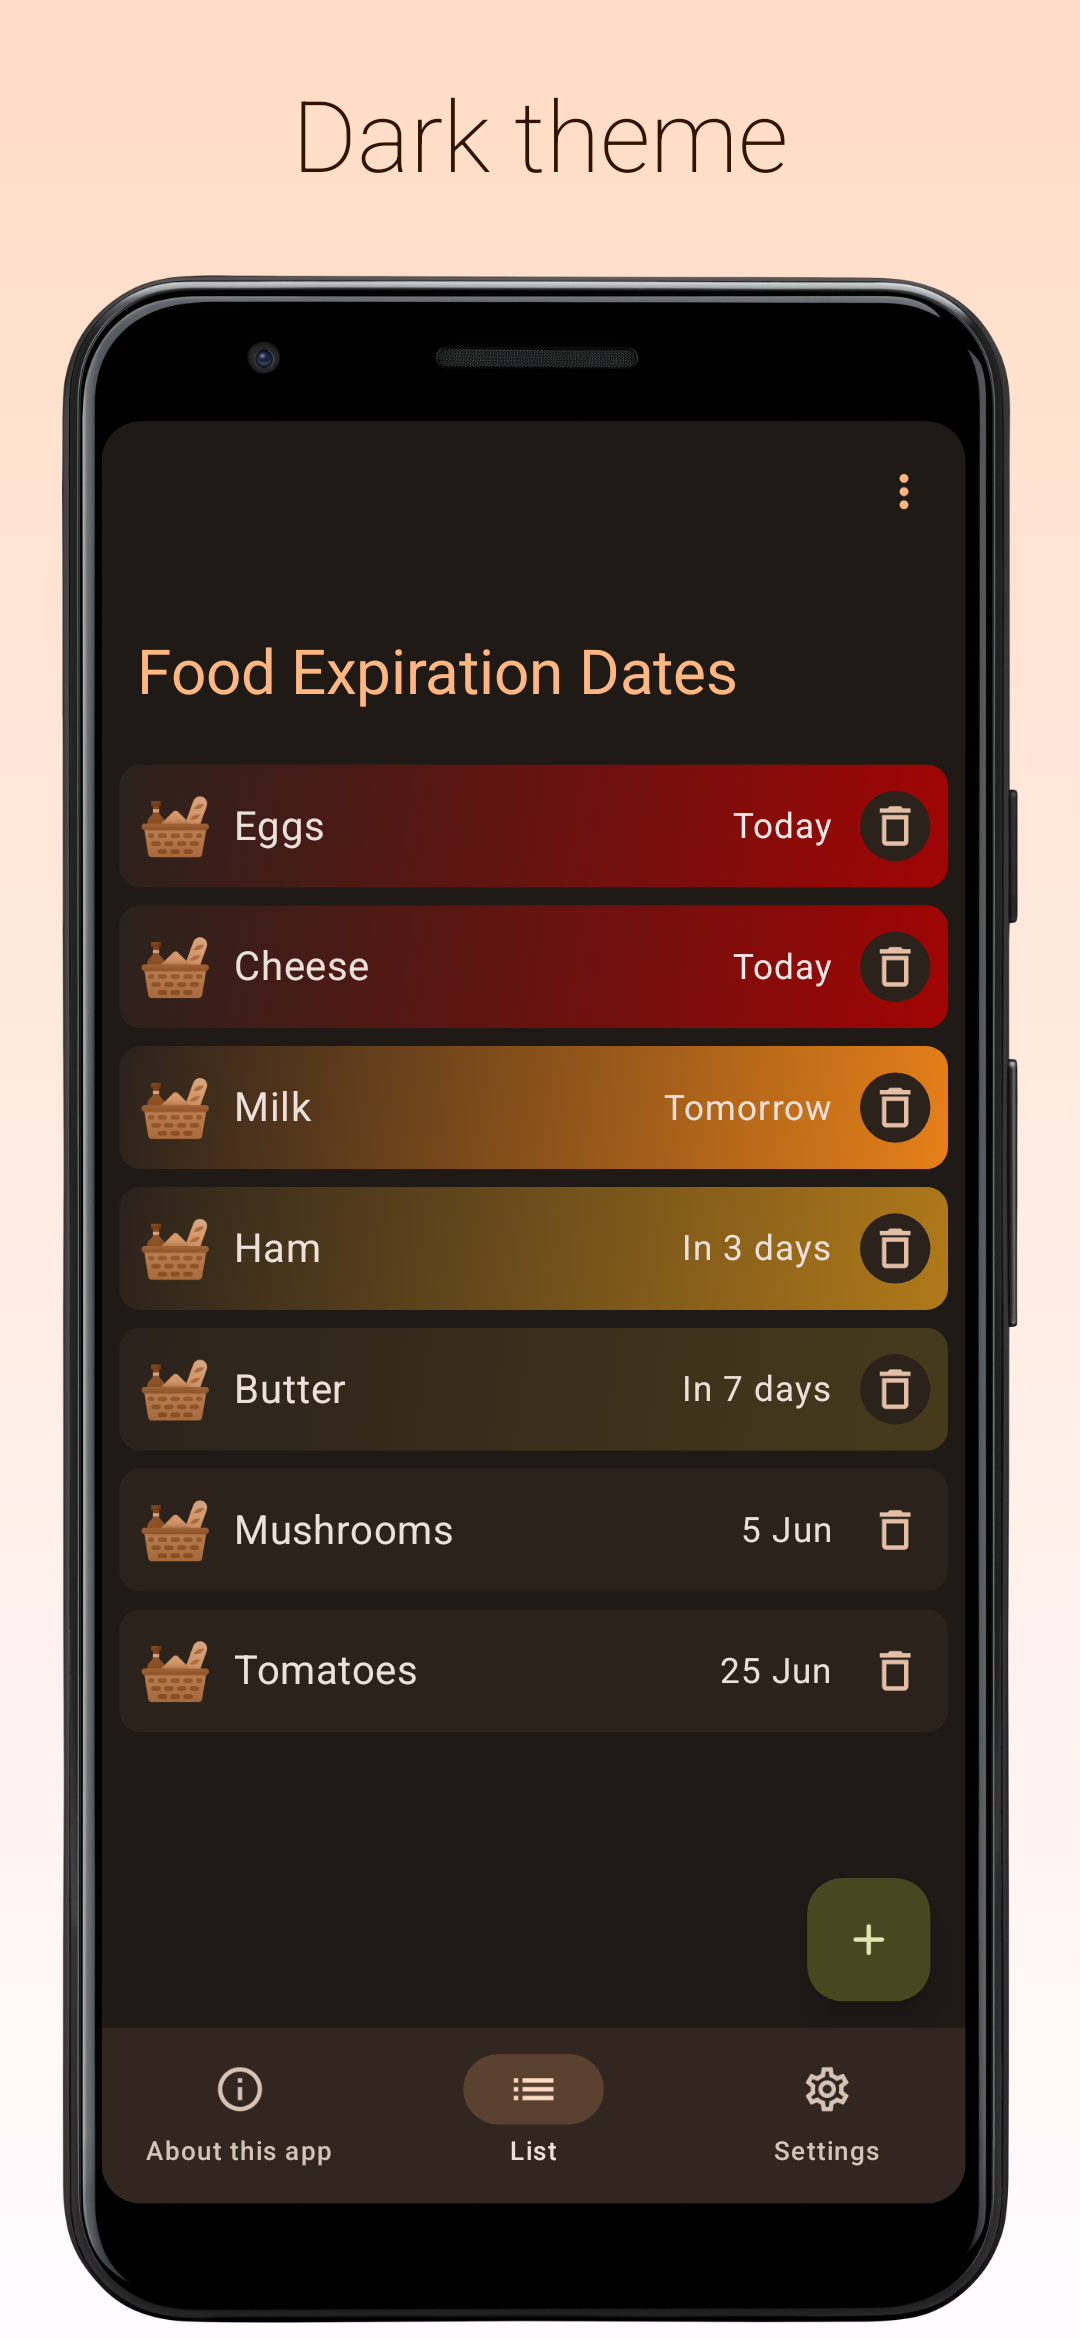 Dark theme
Food Expiration Dates
Eggs Today
Cheese Today
Milk Tomorrow
Ham In 3 days
Butter In 7 days
Mushrooms 5 Jun
Tomatoes 25 Jun
About this app List Settings